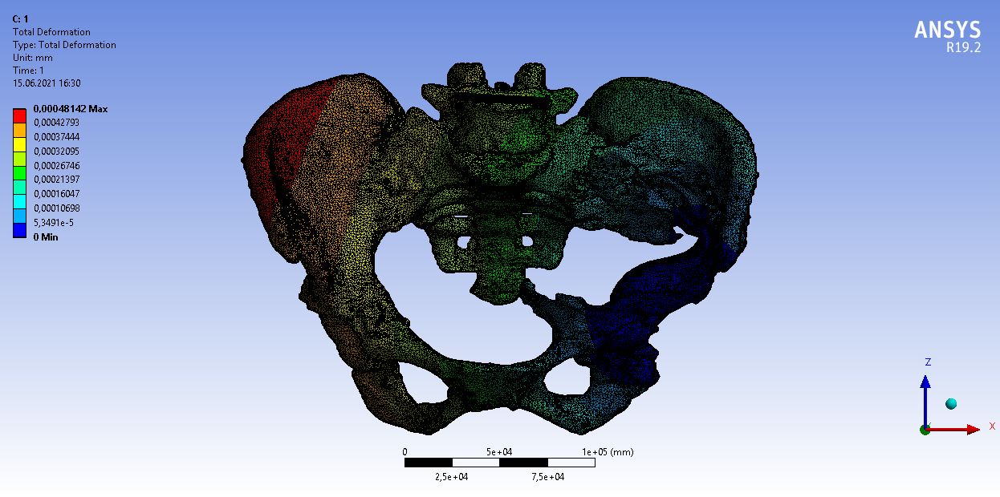 C: 1
Total Deformation
Type: Total Deformation
Unit: mm
Time: 1
15.06.2021 16:30
0,00048142 Max
0,00042793
0,00037444
0,00032095
0,00026746
0,00021397
0,00016047
0,00010698
5,3491e-5
0 Min
ANSYS
R19.2
Z
X
0 5e+04 1e+05 (mm)
2,5e+04 7,5e+04